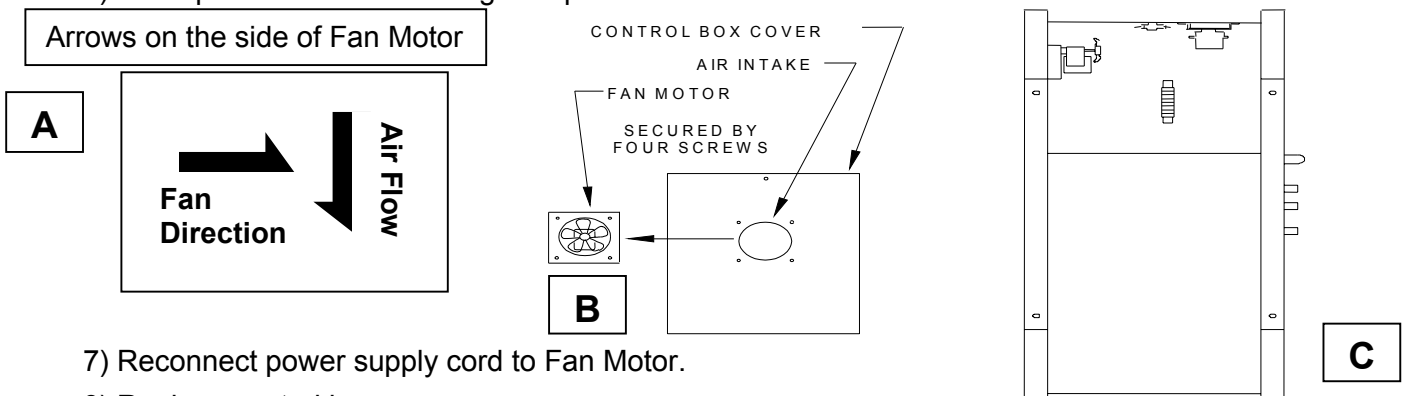 Arrows on the side of Fan Motor
A
Fan
Direction
Air Flow
CONTROL BOX COVER
AIR INTAKE
FAN MOTOR
SECURED BY
FOUR SCREWS
B
C
7) Reconnect power supply cord to Fan Motor.